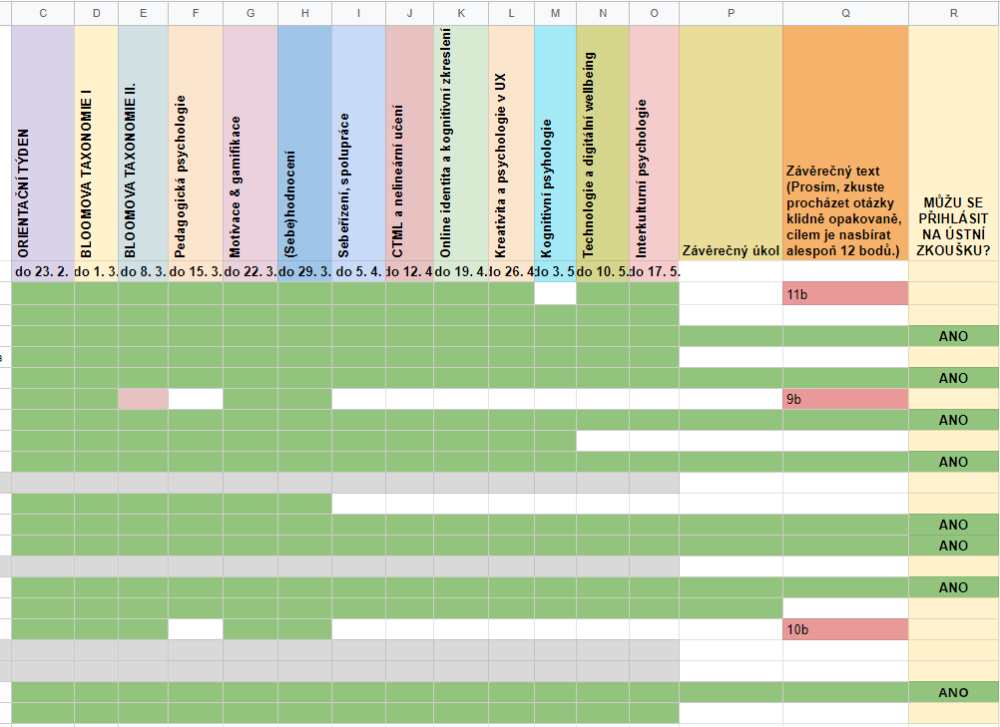 C D E F G H I J K L M N O P Q R
ORIENTAČNÍ TÝDEN
BLOOMOVA TAXONOMIE I
BLOOMOVA TAXONOMIE II.
Pedagogická psychologie
Motivace & gamifikace
(Sebe)hodnocení
Sebeřízení, spolupráce
CTML a nelineární učení
Online identita a kognitivní zkreslení
Kreativita a psychologie v UX
Kognitivní psyhologie
Technologie a digitální wellbeing
Interkulturní psychologie
Závěrečný úkol
Závěrečný text
(Prosím, zkuste
procházet otázky
klidně opakovaně,
cílem je nasbírat
alespoň 12 bodů.)
MŮŽU SE
PŘIHLÁSIT
NA ÚSTNÍ
ZKOUŠKU?
do 23. 2. do 1. 3. do 8. 3. do 15. 3. do 22. 3. do 29. 3. do 5. 4. do 12. 4 do 19. 4. do 26. 4 do 3. 5 do 10. 5. do 17. 5.
11b
ANO
a
ANO
9b
ANO
ANO
ANO
ANO
ANO
10b
ANO